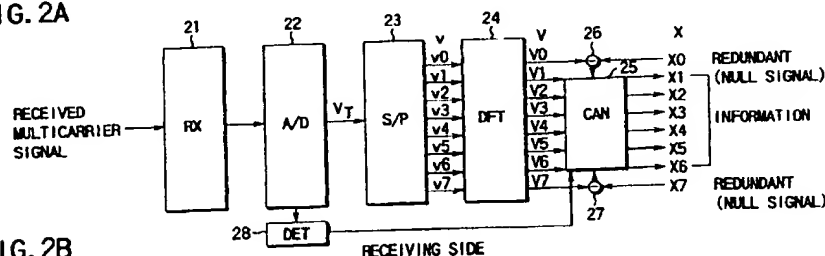 IG. 2A
21
22
23
24
V
V
26
X
RX
A/D
S/P
DFT
CAN
25
RECEIVED
MULTICARRIER
SIGNAL
VT
v0
v1
v2
v3
v4
v5
v6
v7
V0
V1
V2
V3
V4
V5
V6
V7
X0
X1
X2
X3
X4
X5
X6
X7
REDUNDANT
(NULL SIGNAL)
INFORMATION
REDUNDANT
(NULL SIGNAL)
27
28
DET
RECEIVING SIDE
IG. 2B